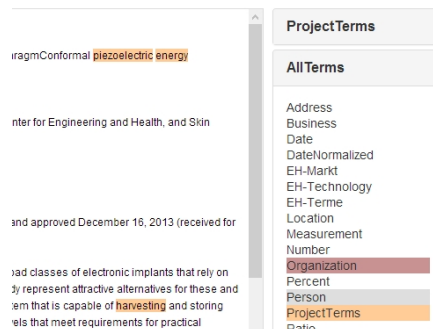 aragmConformal piezoelectric energy
nter for Engineering and Health, and Skin
and approved December 16, 2013 (received for
oad classes of electronic implants that rely on
dy represent attractive alternatives for these and
tem that is capable of harvesting and storing
vels that meet requirements for practical
ProjectTerms
AllTerms
Address
Business
Date
DateNormalized
EH-Markt
EH-Technology
EH-Terme
Location
Measurement
Number
Organization
Percent
Person
ProjectTerms
Ratio